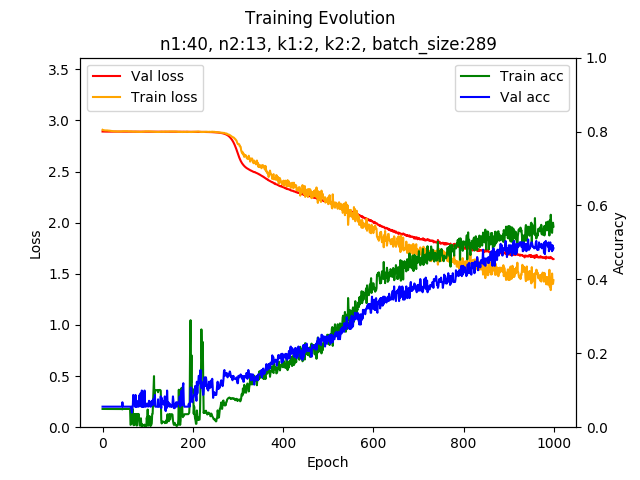 Training Evolution
n1:40, n2:13, k1:2, k2:2, batch_size:289
Val loss
Train loss
Train acc
Val acc
3.5
3.0
2.5
2.0
1.5
1.0
0.5
0.0
Loss
1.0
0.8
0.6
0.4
0.2
0.0
Accuracy
0
200
400
600
800
1000
Epoch